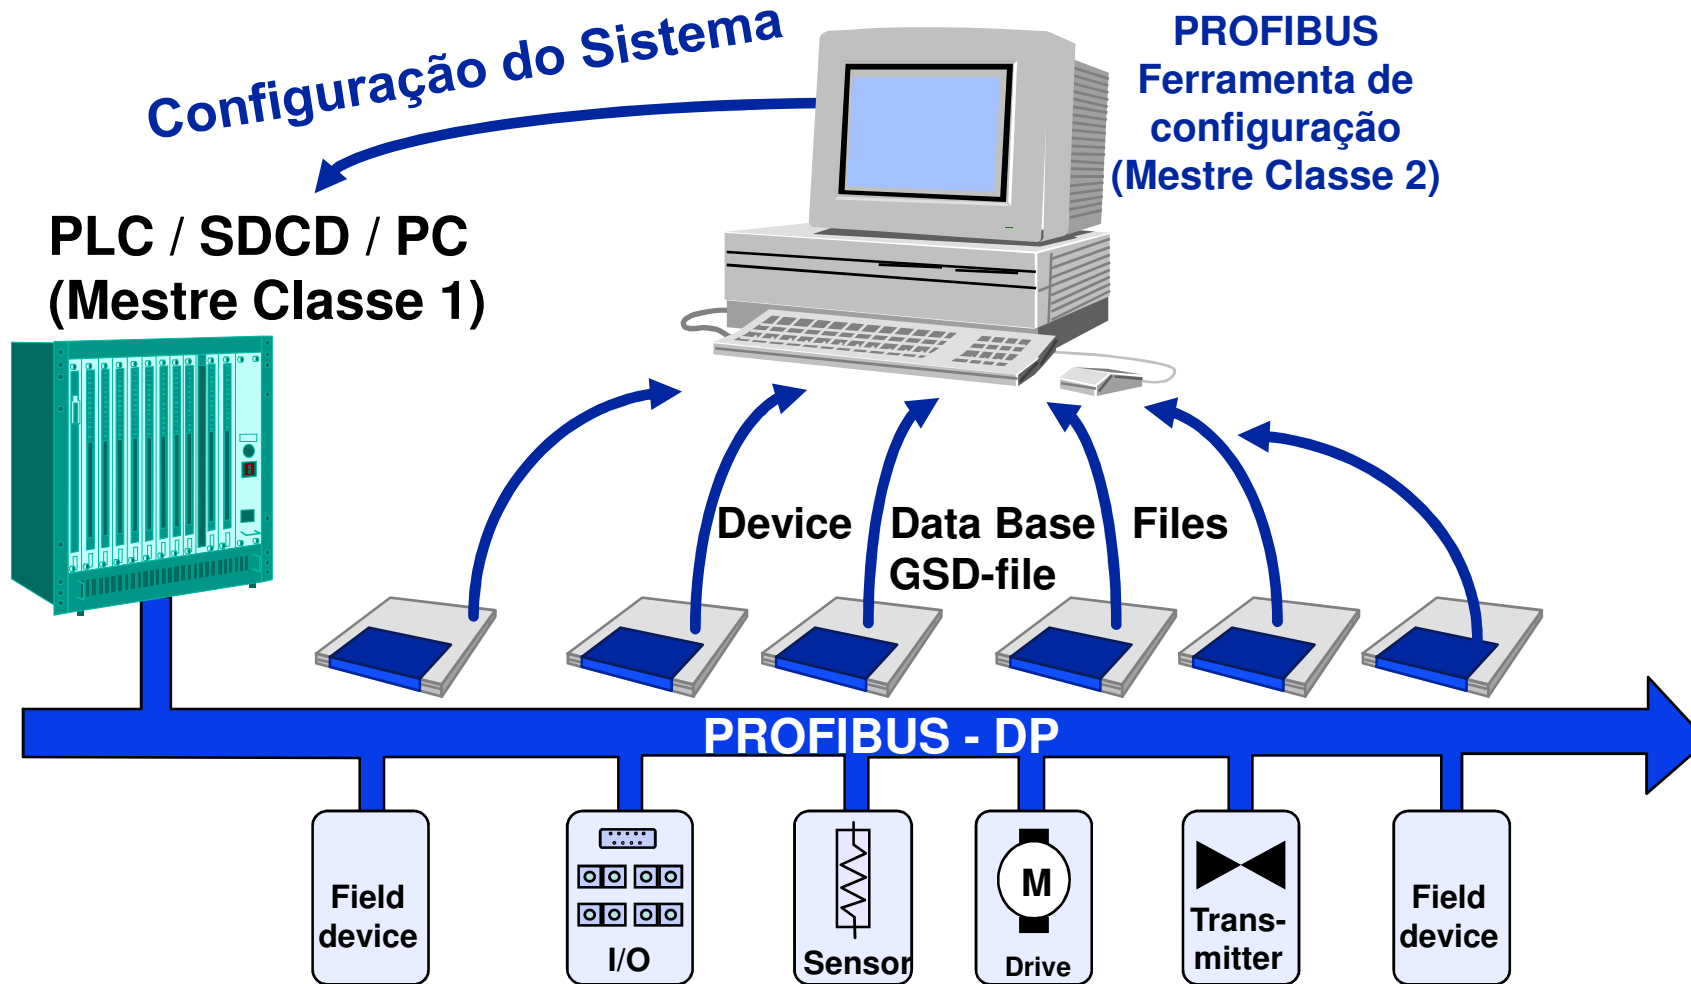 Configuração do Sistema
PROFIBUS
Ferramenta de
configuração
(Mestre Classe 2)
PLC / SDCD / PC
(Mestre Classe 1)
Device Data Base Files
GSD-file
PROFIBUS - DP
Field
device
I/O
Sensor
M
Drive
Trans-
mitter
Field
device